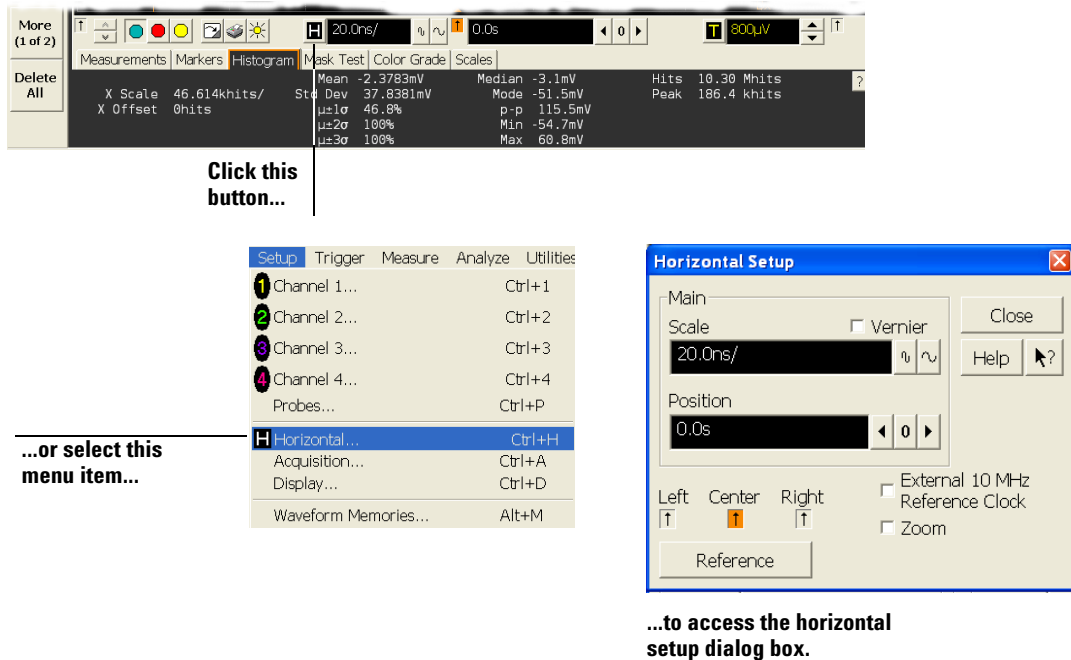 More
(1 of 2)
Delete
All
H 20.0ns/ 0.0s 0 T 800µV
Measurements Markers Histogram Mask Test Color Grade Scales
Mean -2.3783mV Median -3.1mV Hits 10.30 Mhits ?
X Scale 46.614khits/ Std Dev 37.8381mV Mode -51.5mV Peak 186.4 khits
X Offset 0hits µ±1σ 46.8% p-p 115.5mV
µ±2σ 100% Min -54.7mV
µ±3σ 100% Max 60.8mV
Click this
button...
Setup Trigger Measure Analyze Utilities
1 Channel 1... Ctrl+1
2 Channel 2... Ctrl+2
3 Channel 3... Ctrl+3
4 Channel 4... Ctrl+4
Probes... Ctrl+P
H Horizontal... Ctrl+H
Acquisition... Ctrl+A
Display... Ctrl+D
Waveform Memories... Alt+M
...or select this
menu item...
Horizontal Setup
Main
Scale Vernier
20.0ns/
Position
0.0s 0
Close
Help ?
Left Center Right
External 10 MHz
Reference Clock
Zoom
Reference
...to access the horizontal
setup dialog box.